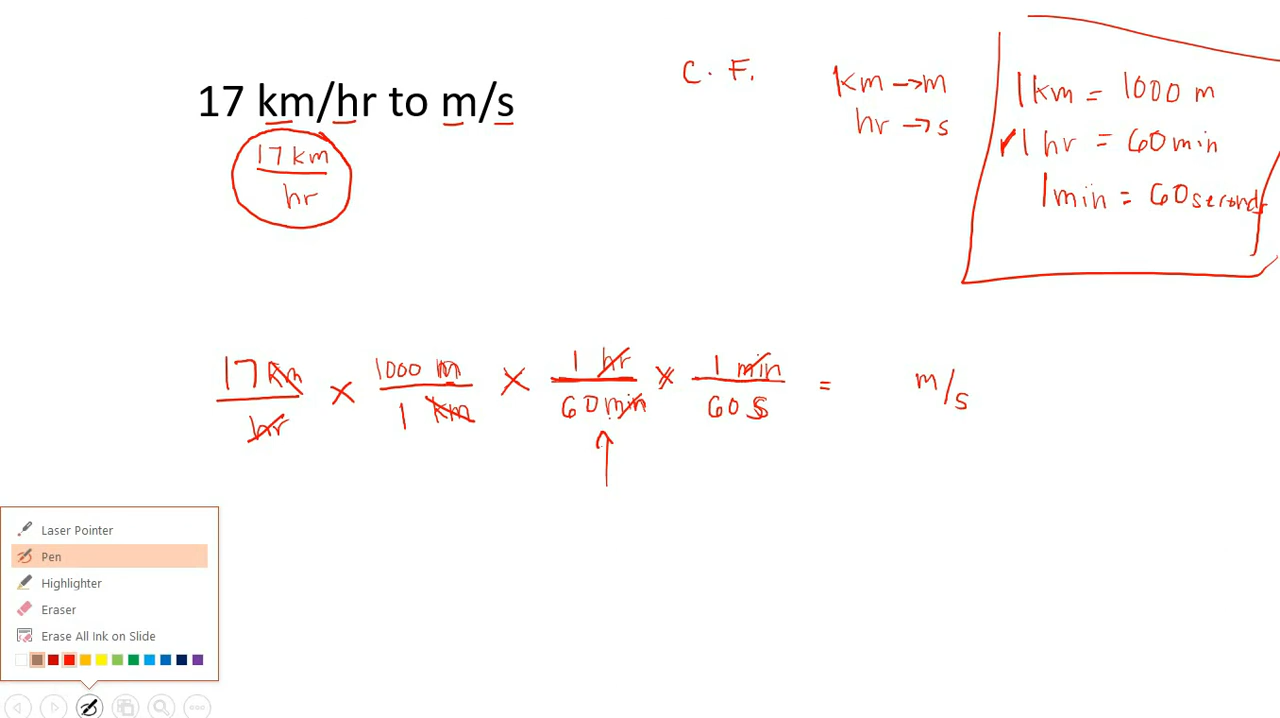 17 km/hr to m/s
17 km
hr
C. F.
km → m
hr → s
1 km = 1000 m
✓ 1 hr = 60 min
1 min = 60 seconds
17 km / hr × 1000 m / 1 km × 1 hr / 60 min × 1 min / 60 s = m/s
Laser Pointer
Pen
Highlighter
Eraser
Erase All Ink on Slide